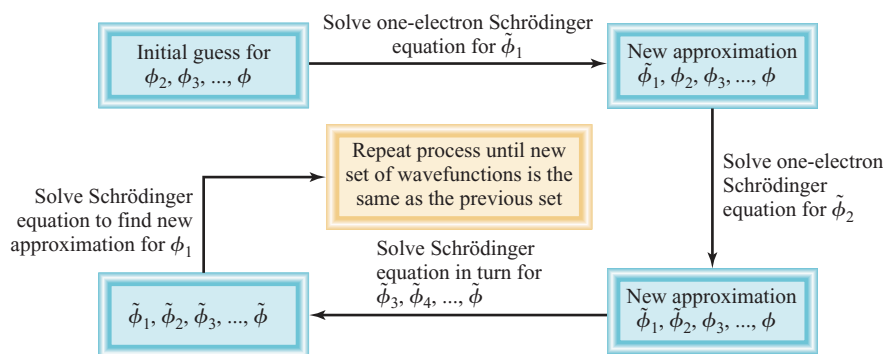 Initial guess for
ϕ₂, ϕ₃, ..., ϕ
Solve one-electron Schrödinger
equation for ϕ̃₁
New approximation
ϕ̃₁, ϕ₂, ϕ₃, ..., ϕ
Solve one-electron
Schrödinger
equation for ϕ̃₂
New approximation
ϕ̃₁, ϕ̃₂, ϕ₃, ..., ϕ
Solve Schrödinger
equation in turn for
ϕ̃₃, ϕ̃₄, ..., ϕ̃
ϕ̃₁, ϕ̃₂, ϕ̃₃, ..., ϕ̃
Solve Schrödinger
equation to find new
approximation for ϕ₁
Repeat process until new
set of wavefunctions is the
same as the previous set